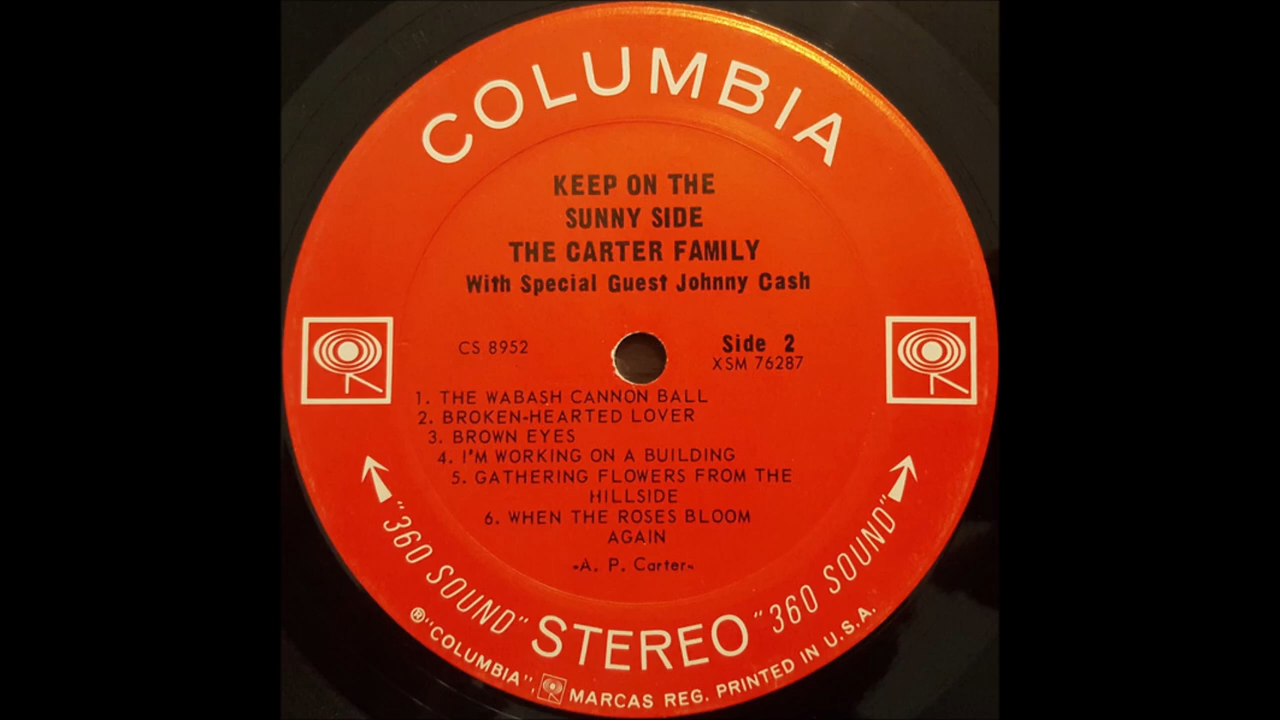 COLUMBIA
KEEP ON THE
SUNNY SIDE
THE CARTER FAMILY
With Special Guest Johnny Cash
CS 8952
Side 2
XSM 76287
1. THE WABASH CANNON BALL
2. BROKEN-HEARTED LOVER
3. BROWN EYES
4. I'M WORKING ON A BUILDING
5. GATHERING FLOWERS FROM THE
HILLSIDE
6. WHEN THE ROSES BLOOM
AGAIN
-A. P. Carter-
"360 SOUND" STEREO "360 SOUND"
®"COLUMBIA", MARCAS REG. PRINTED IN U.S.A.